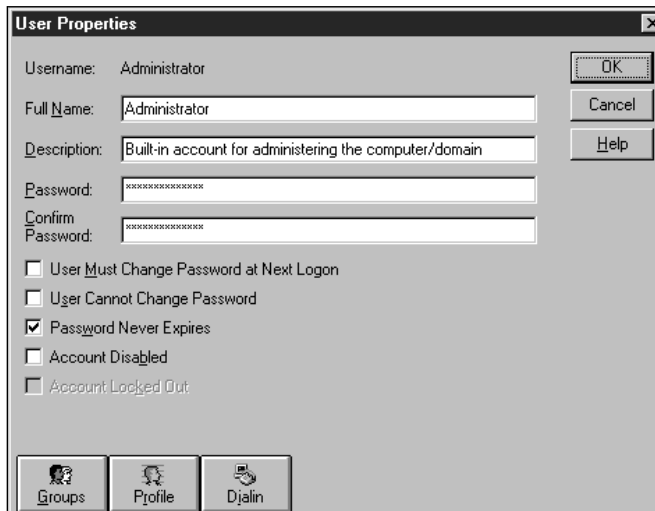 User Properties
Username: Administrator
OK
Full Name: Administrator
Cancel
Description: Built-in account for administering the computer/domain
Help
Password: **************
Confirm
Password: **************
User Must Change Password at Next Logon
User Cannot Change Password
Password Never Expires
Account Disabled
Account Locked Out
Groups
Profile
Dialin